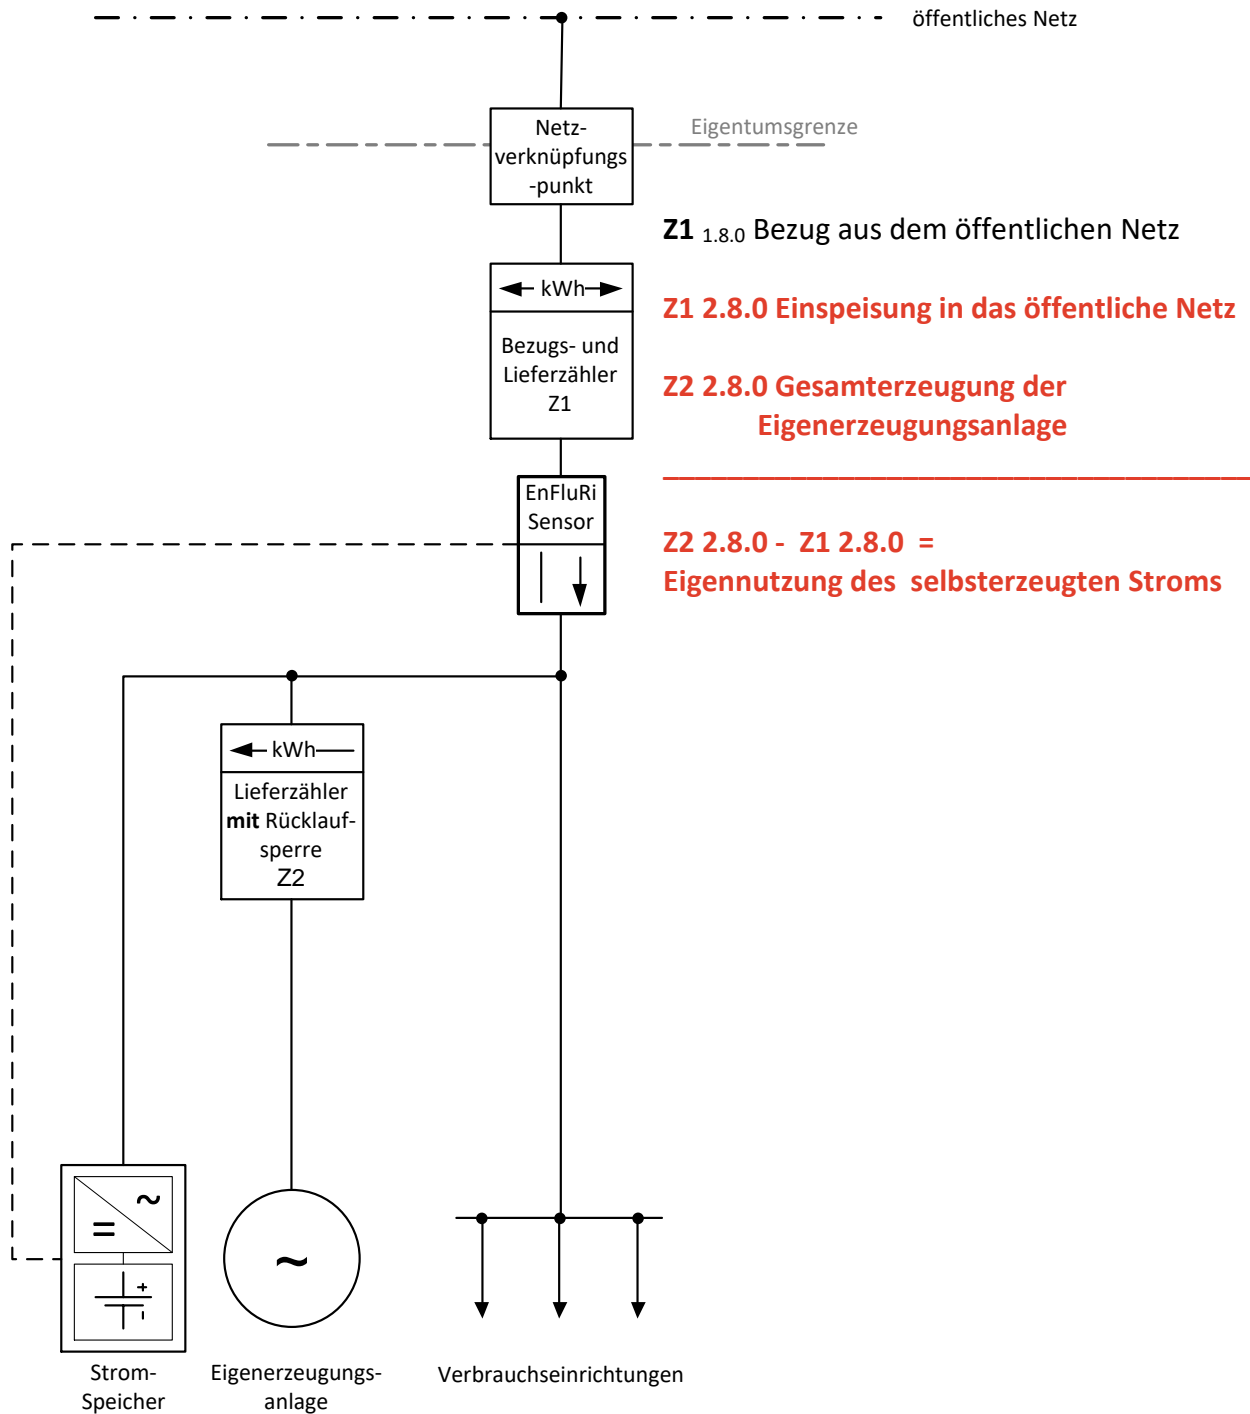 öffentliches Netz
Netz-
verknüpfungs
-punkt
Eigentumsgrenze
Z1 1.8.0 Bezug aus dem öffentlichen Netz
kWh
Bezugs- und
Lieferzähler
Z1
Z1 2.8.0 Einspeisung in das öffentliche Netz
Z2 2.8.0 Gesamterzeugung der
Eigenerzeugungsanlage
EnFluRi
Sensor
Z2 2.8.0 - Z1 2.8.0 =
Eigennutzung des selbsterzeugten Stroms
kWh
Lieferzähler
mit Rücklauf-
sperre
Z2
~
=
+
-
~
Strom-
Speicher
Eigenerzeugungs-
anlage
Verbrauchseinrichtungen